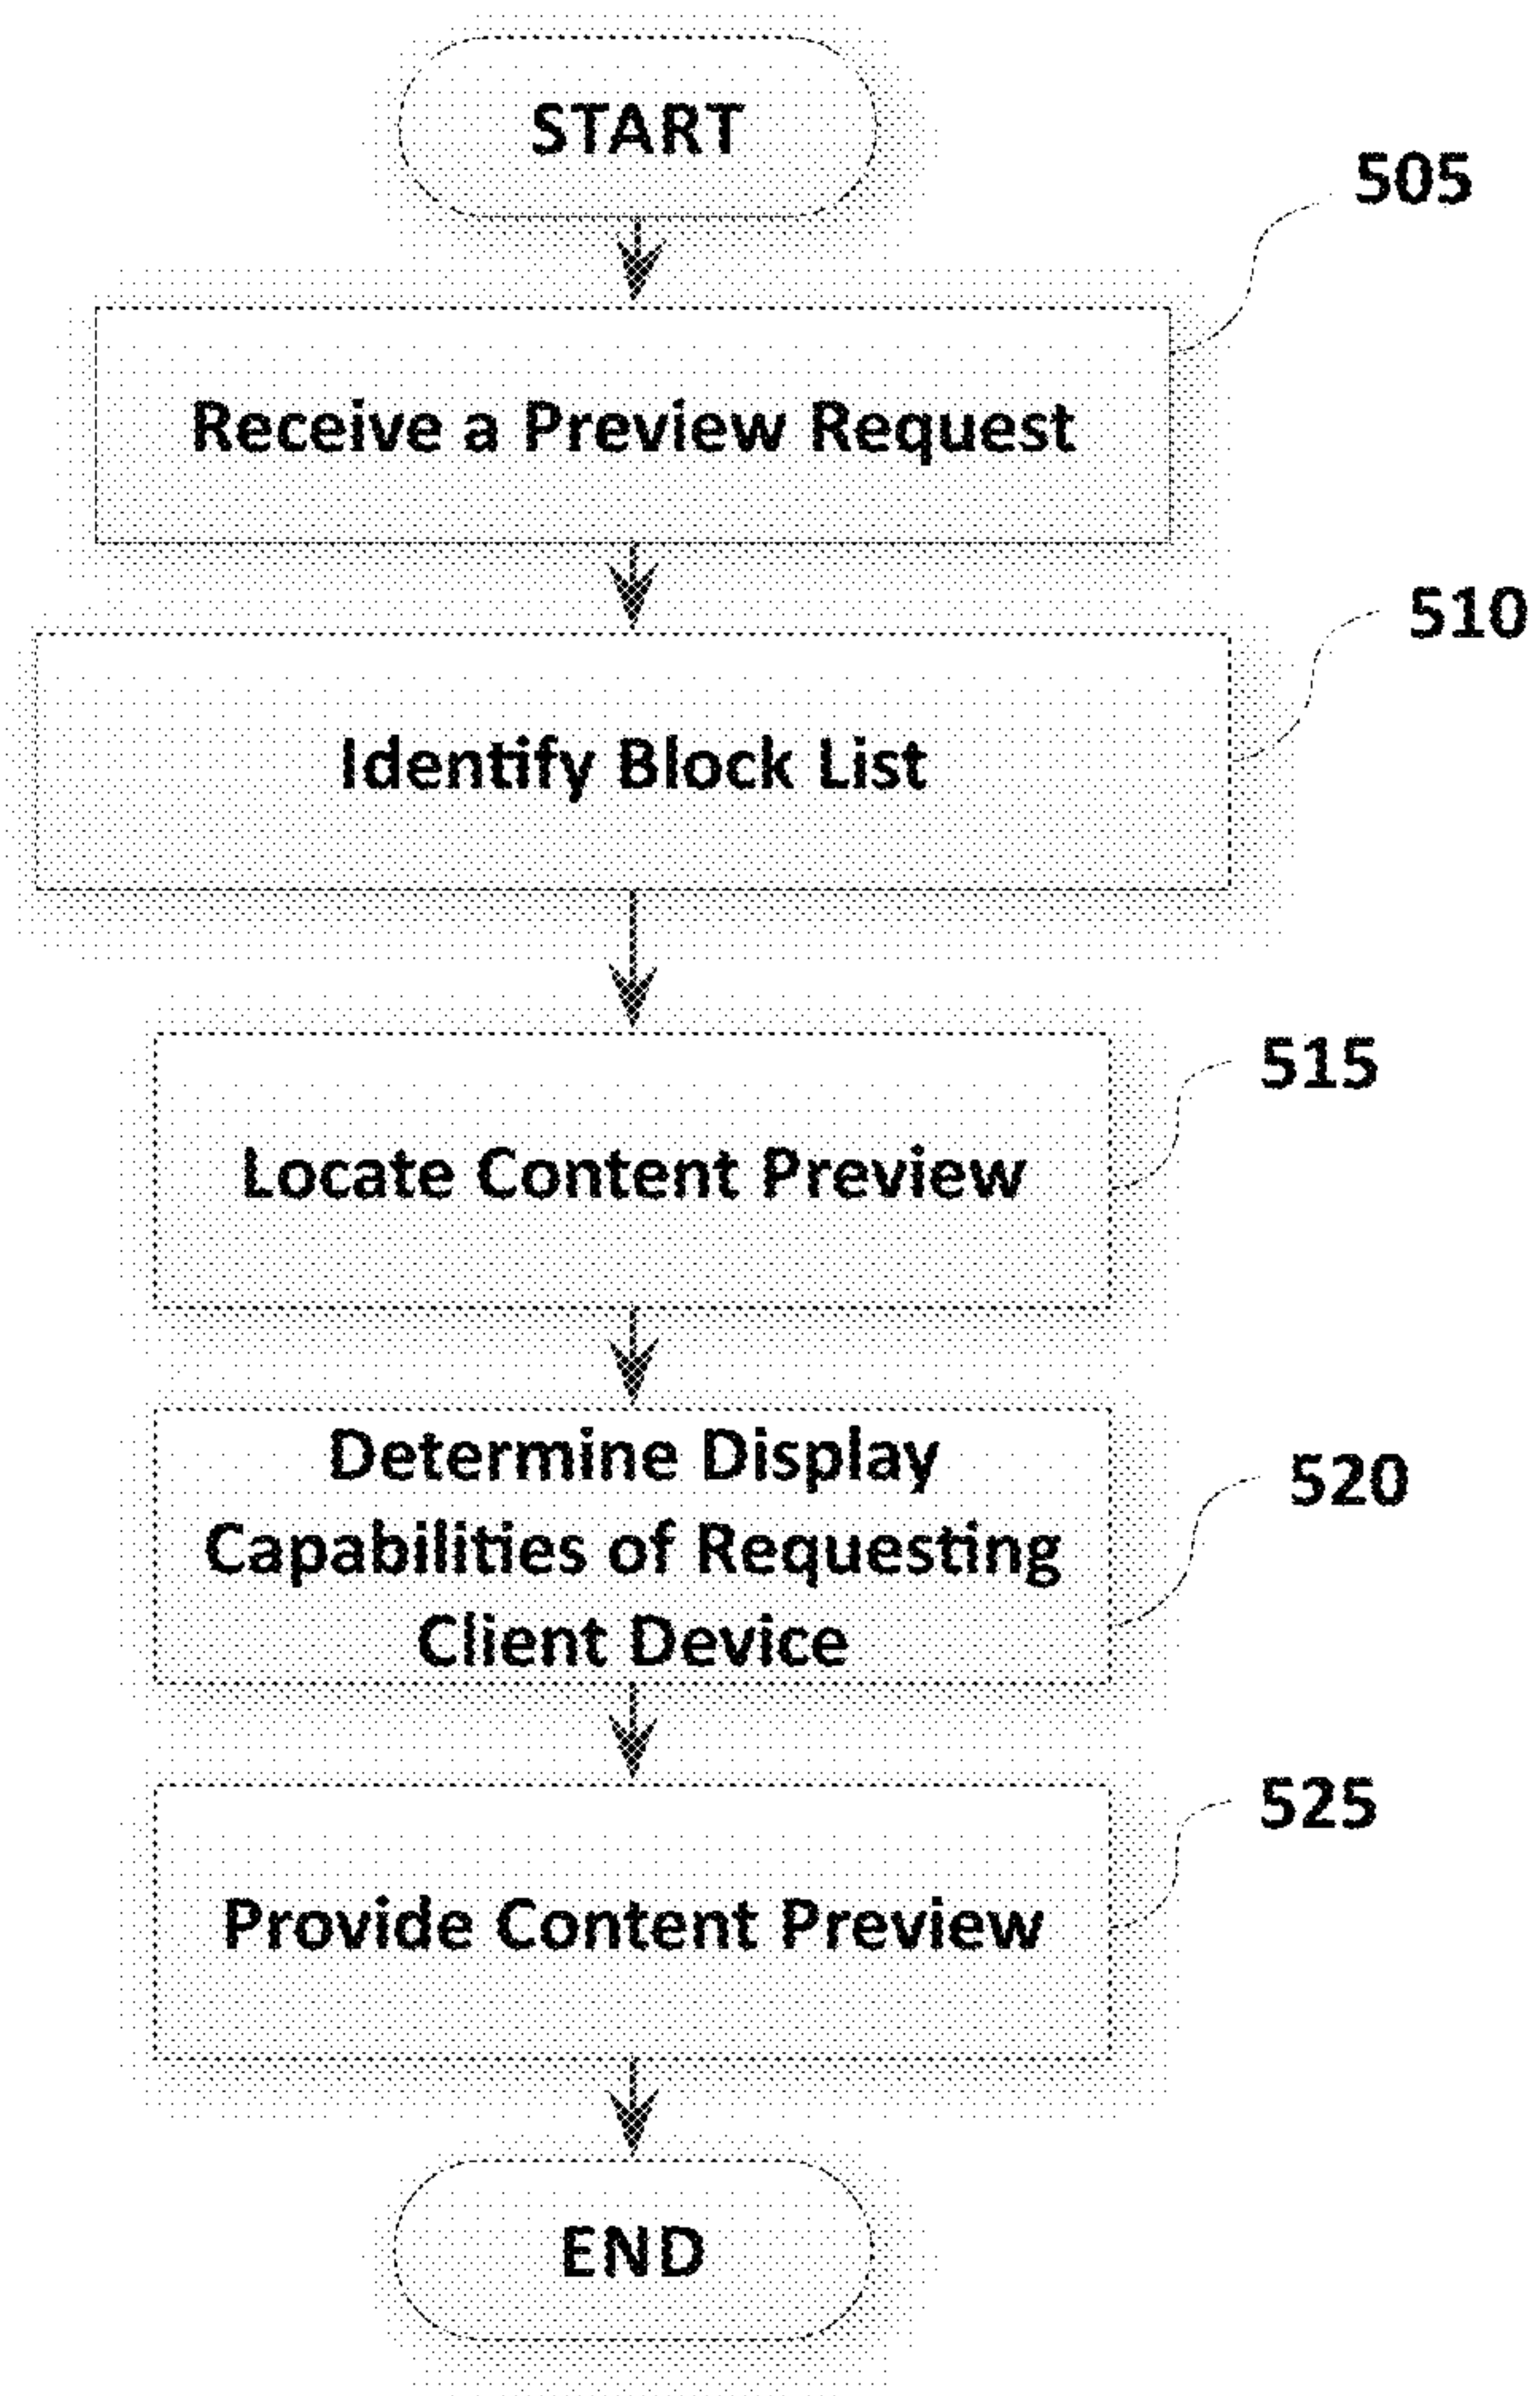 START
505
Receive a Preview Request
510
Identify Block List
515
Locate Content Preview
520
Determine Display
Capabilities of Requesting
Client Device
525
Provide Content Preview
END